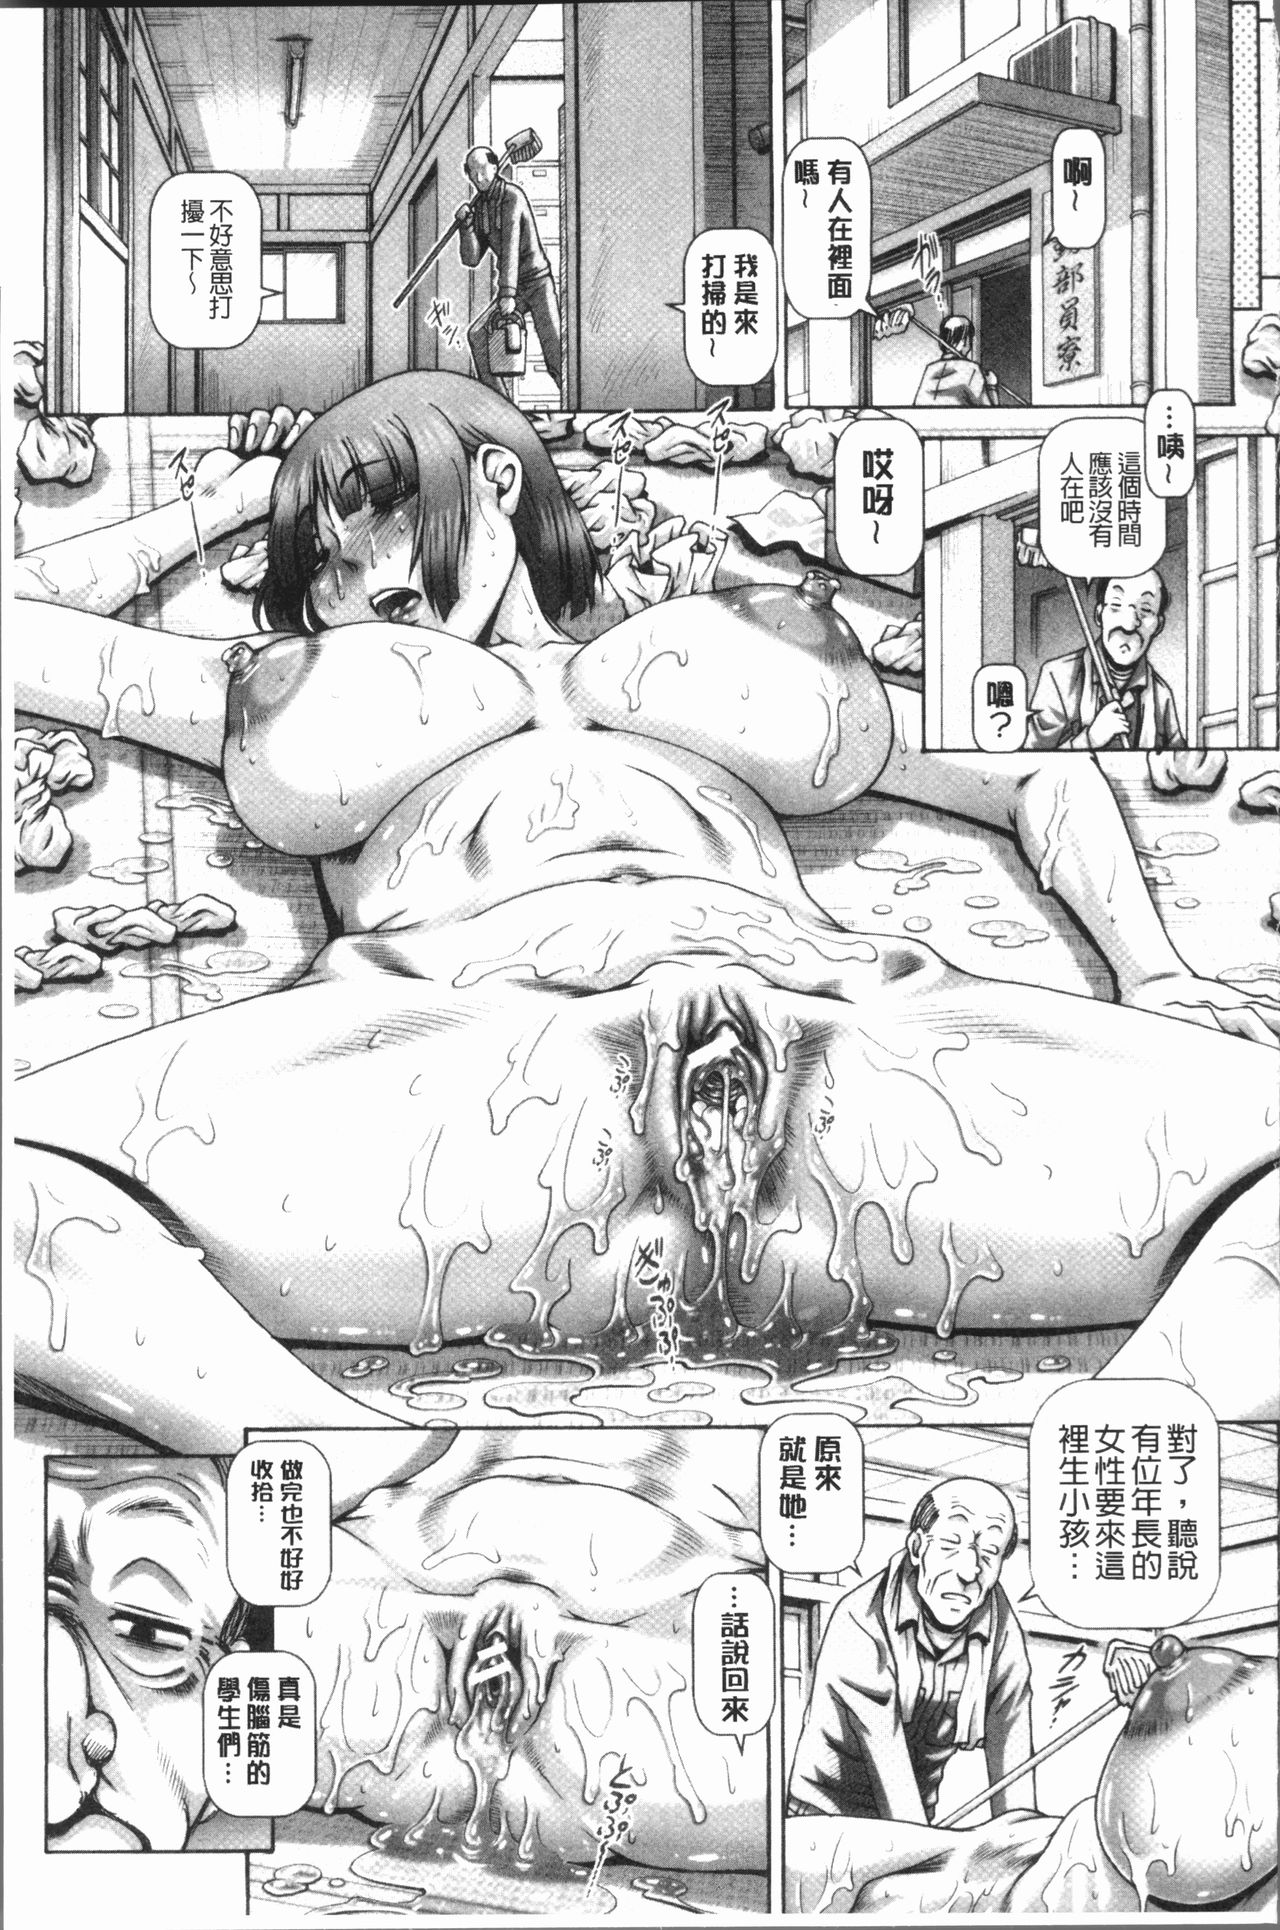 啊～
有人在裡面
嗎～
部員寮
我是來
打掃的～
不好意思打
擾一下～
…咦～
這個時間
應該沒有
人在吧
嗯？
哎呀～
對了，聽說
有位年長的
女性要來這
裡生小孩…
原來
就是她…
…話說回來
做完也不好好
收拾…
真是
傷腦筋的
學生們…